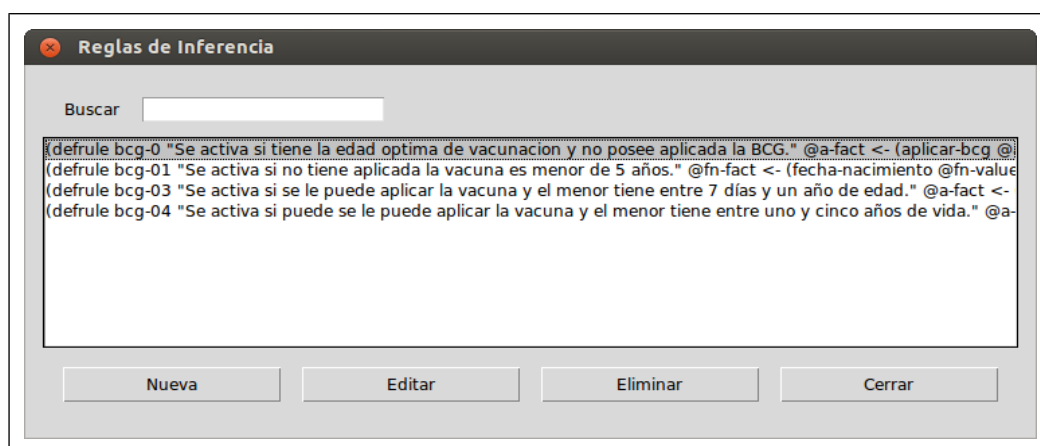 Reglas de Inferencia
Buscar
(defrule bcg-0 "Se activa si tiene la edad optima de vacunacion y no posee aplicada la BCG." @a-fact <- (aplicar-bcg @
(defrule bcg-01 "Se activa si no tiene aplicada la vacuna es menor de 5 años." @fn-fact <- (fecha-nacimiento @fn-value
(defrule bcg-03 "Se activa si se le puede aplicar la vacuna y el menor tiene entre 7 días y un año de edad." @a-fact <-
(defrule bcg-04 "Se activa si puede se le puede aplicar la vacuna y el menor tiene entre uno y cinco años de vida." @a-
Nueva Editar Eliminar Cerrar